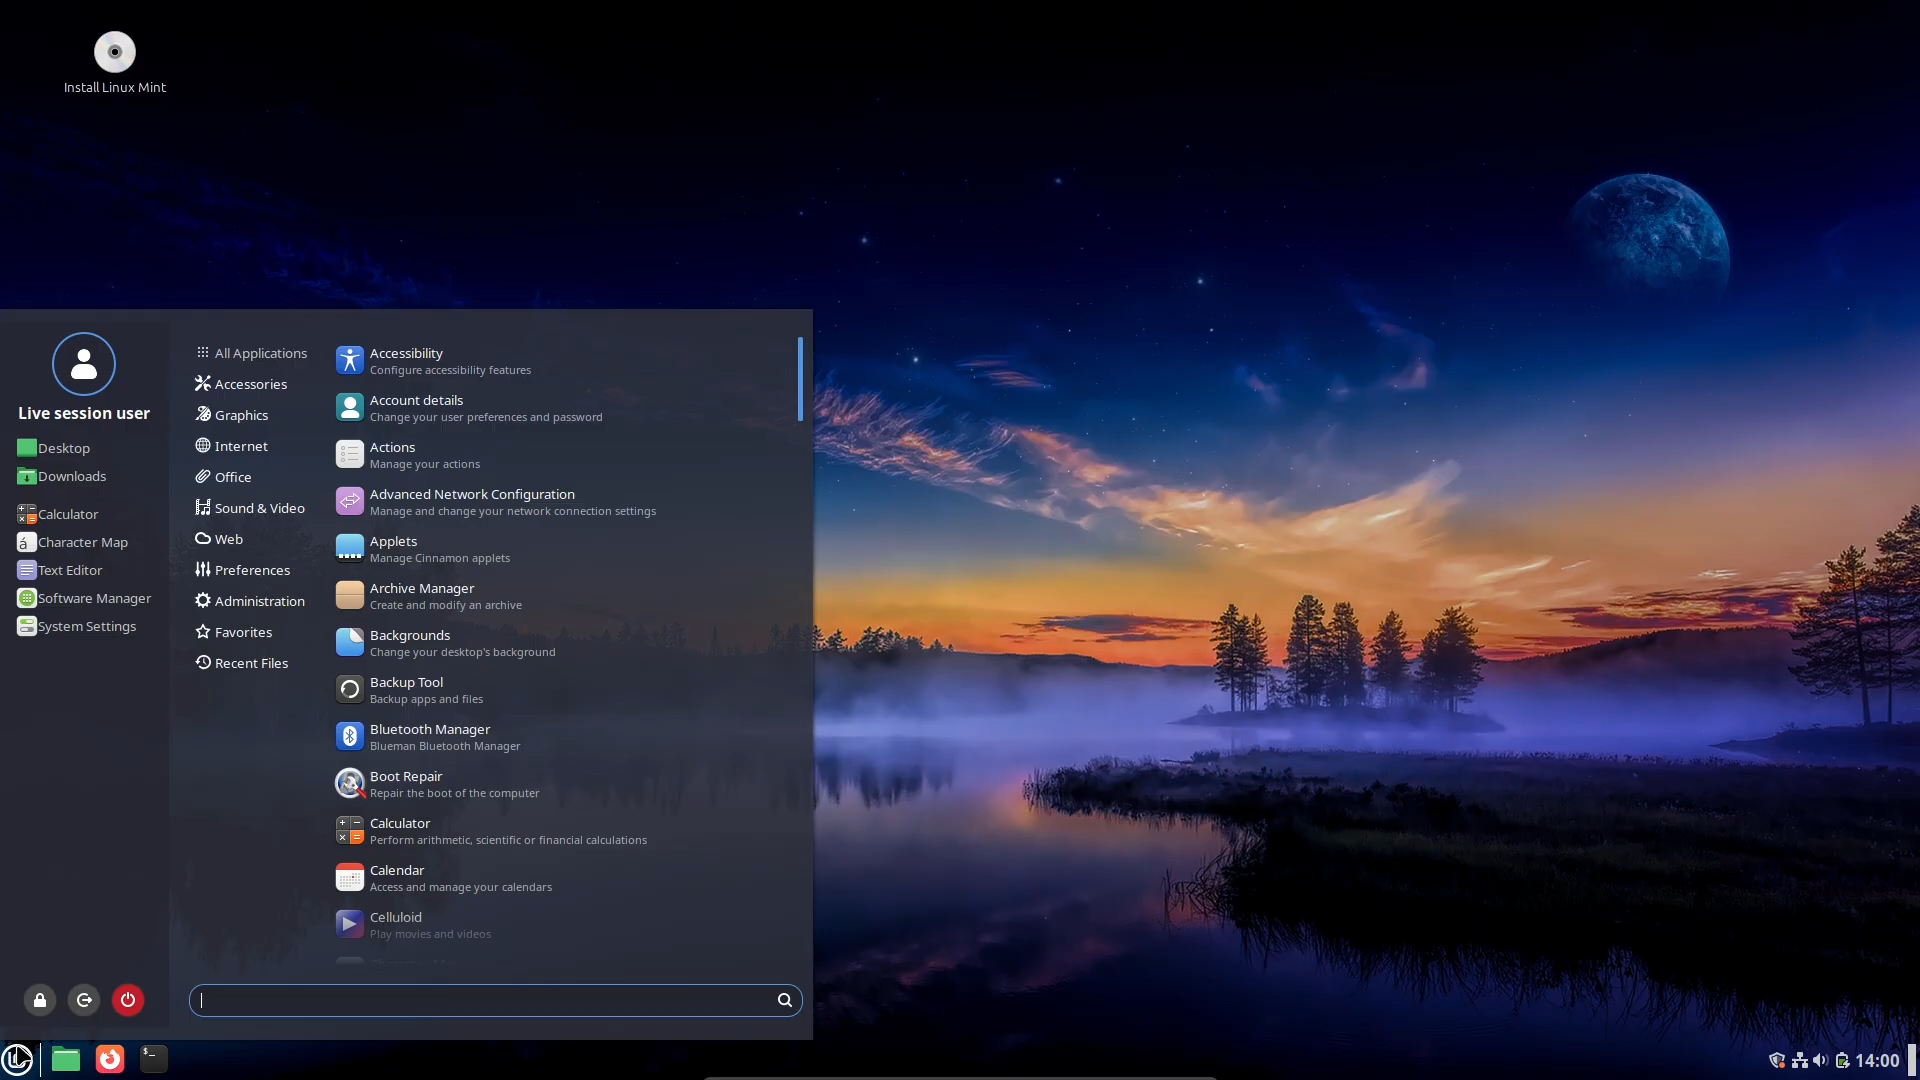 Install Linux Mint
Live session user
Desktop
Downloads
Calculator
Character Map
Text Editor
Software Manager
System Settings
All Applications
Accessories
Graphics
Internet
Office
Sound & Video
Web
Preferences
Administration
Favorites
Recent Files
Accessibility
Configure accessibility features
Account details
Change your user preferences and password
Actions
Manage your actions
Advanced Network Configuration
Manage and change your network connection settings
Applets
Manage Cinnamon applets
Archive Manager
Create and modify an archive
Backgrounds
Change your desktop's background
Backup Tool
Backup apps and files
Bluetooth Manager
Blueman Bluetooth Manager
Boot Repair
Repair the boot of the computer
Calculator
Perform arithmetic, scientific or financial calculations
Calendar
Access and manage your calendars
Celluloid
Play movies and videos
14:00